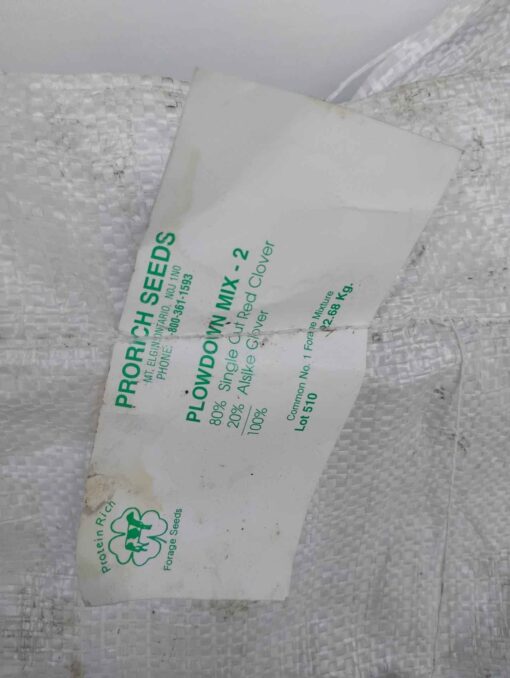 PRORICH SEEDS
MT. ELGIN ONTARIO, N0J 1N0
PHONE: 800-361-1593
PLOWDOWN MIX - 2
80% Single Cut Red Clover
20% Alsike Clover
100%
Common No. 1 Forage Mixture
Lot 510
22.68 Kg.
Protein Rich
Forage Seeds